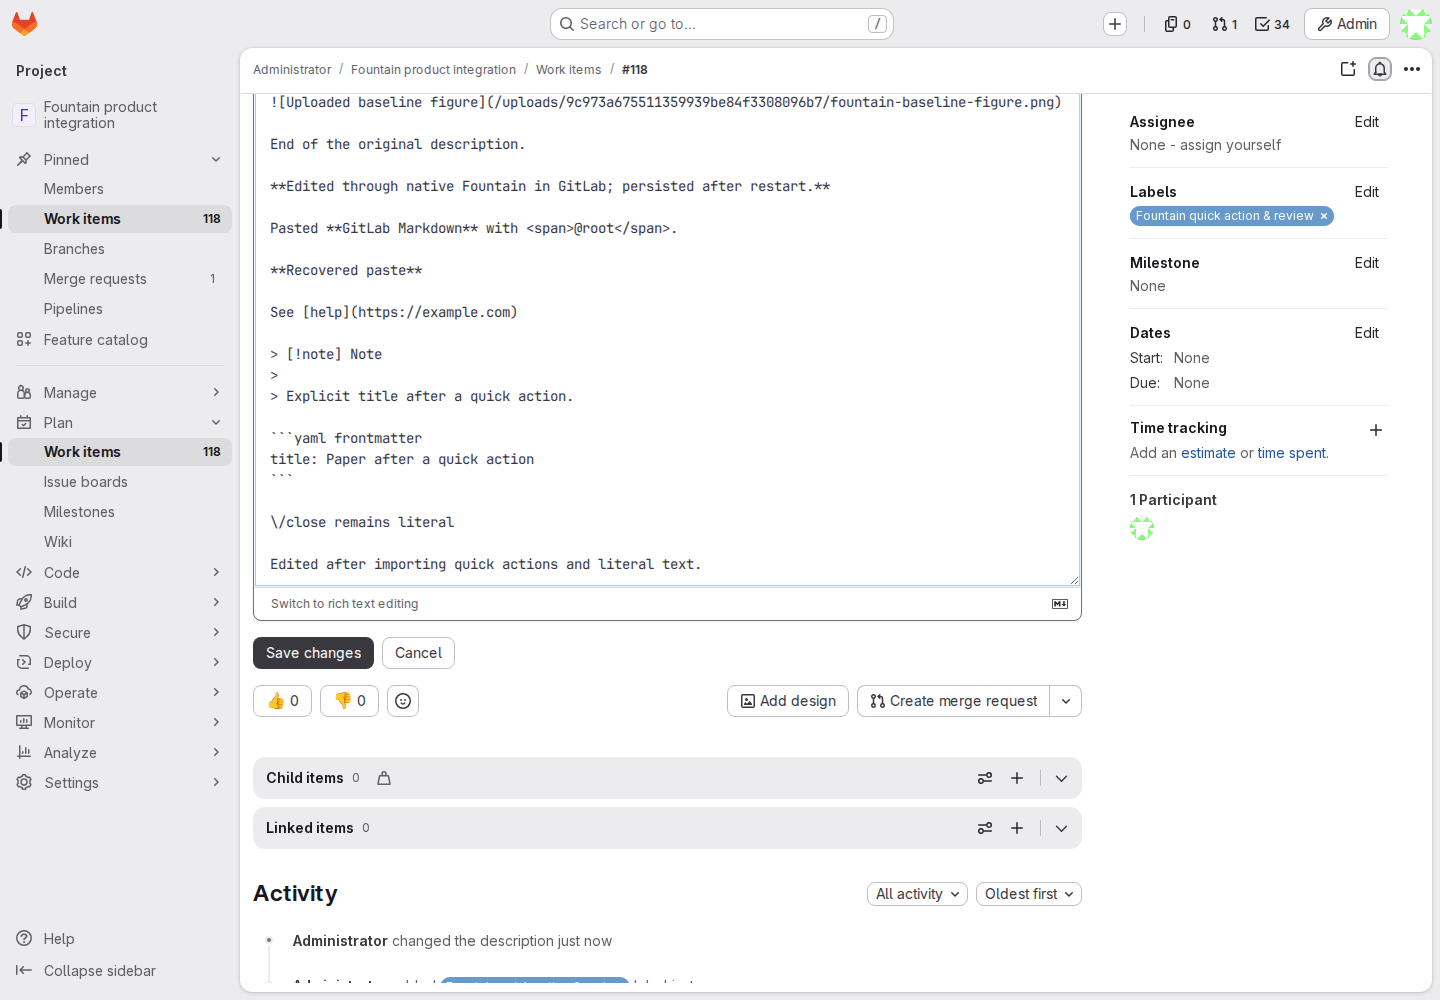 Search or go to...
/
0
1
34
Admin
Project
F
Fountain product
integration
Pinned
Members
Work items 118
Branches
Merge requests 1
Pipelines
Feature catalog
Manage
Plan
Work items 118
Issue boards
Milestones
Wiki
Code
Build
Secure
Deploy
Operate
Monitor
Analyze
Settings
Help
Collapse sidebar
Administrator / Fountain product integration / Work items / #118
![Uploaded baseline figure](/uploads/9c973a675511359939be84f3308096b7/fountain-baseline-figure.png)
End of the original description.
**Edited through native Fountain in GitLab; persisted after restart.**
Pasted **GitLab Markdown** with <span>@root</span>.
**Recovered paste**
See [help](https://example.com)
> [!note] Note
>
> Explicit title after a quick action.
```yaml frontmatter
title: Paper after a quick action
```
\/close remains literal
Edited after importing quick actions and literal text.
Switch to rich text editing
Save changes
Cancel
👍 0
👎 0
Add design
Create merge request
Child items 0
Linked items 0
Activity
All activity
Oldest first
Administrator changed the description just now
Assignee Edit
None - assign yourself
Labels Edit
Fountain quick action & review ×
Milestone Edit
None
Dates Edit
Start: None
Due: None
Time tracking
Add an estimate or time spent.
1 Participant